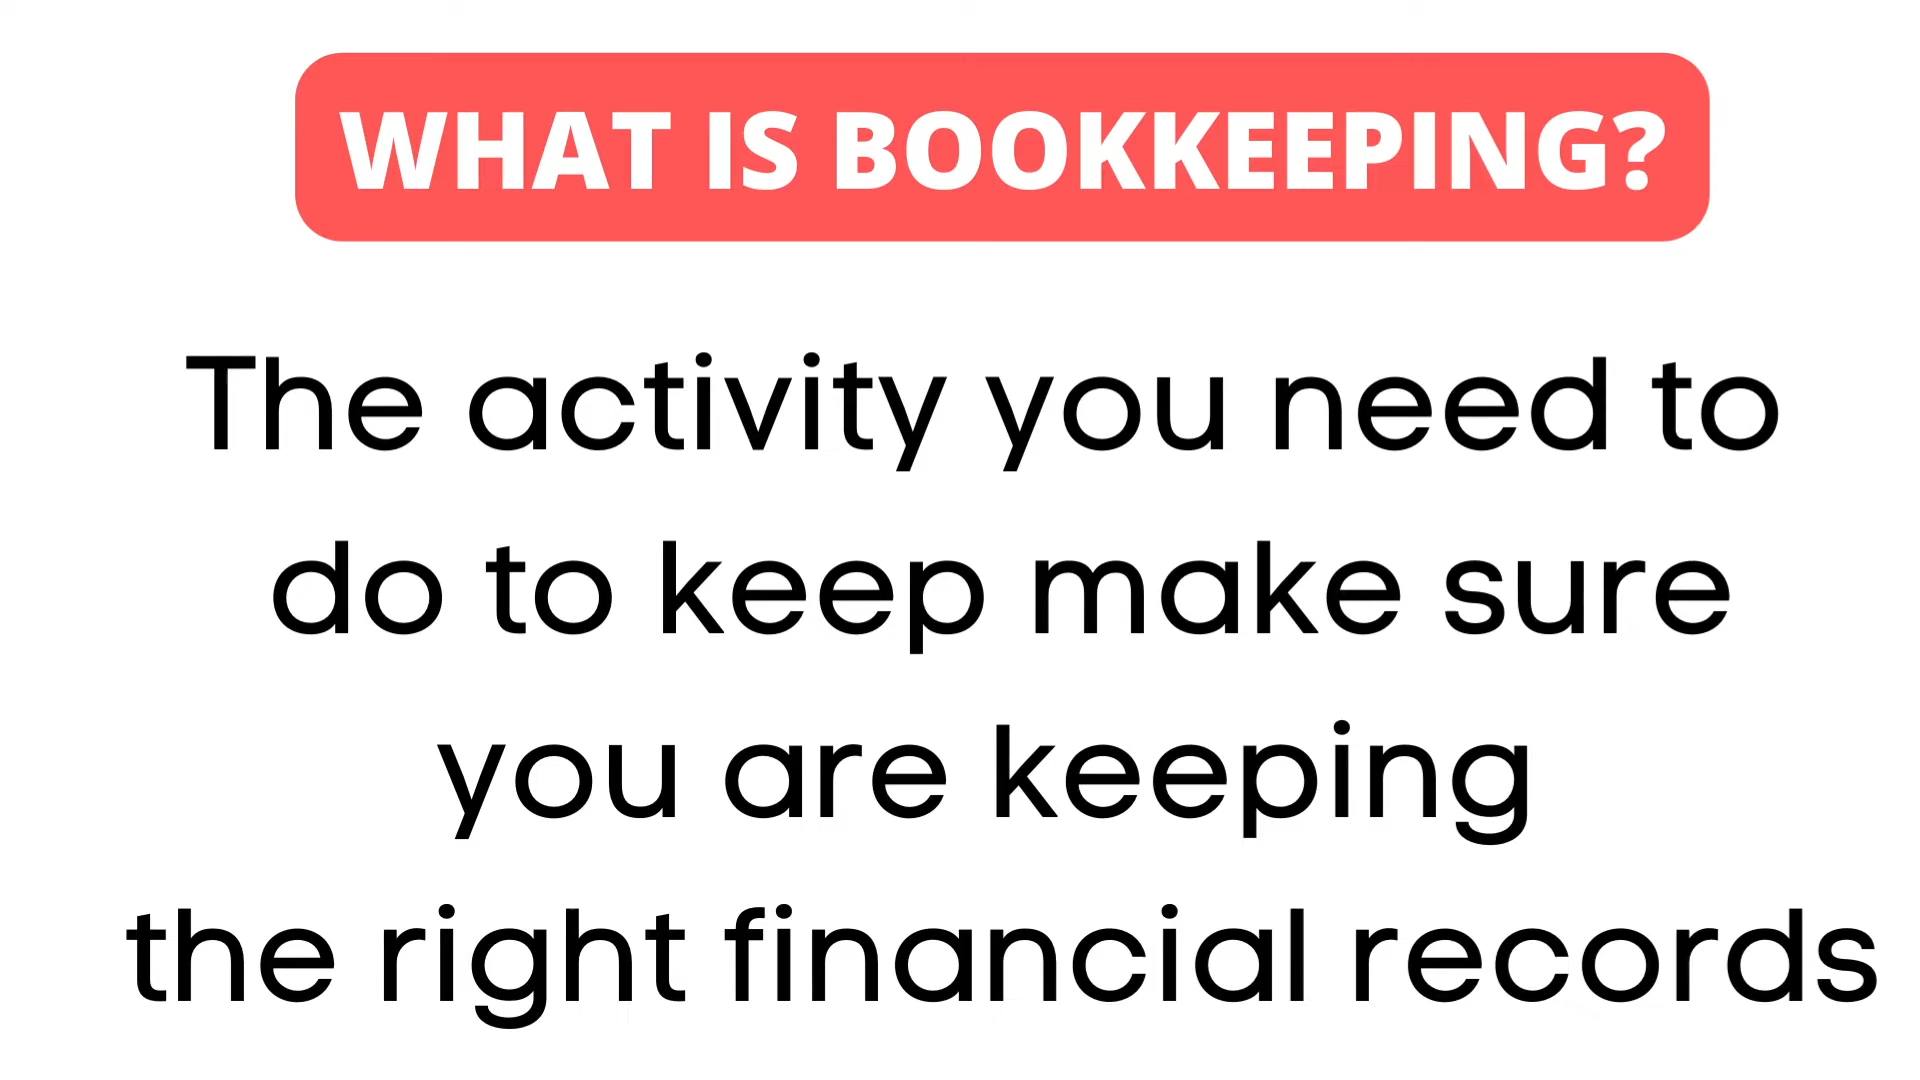 WHAT IS BOOKKEEPING?
The activity you need to
do to keep make sure
you are keeping
the right financial records